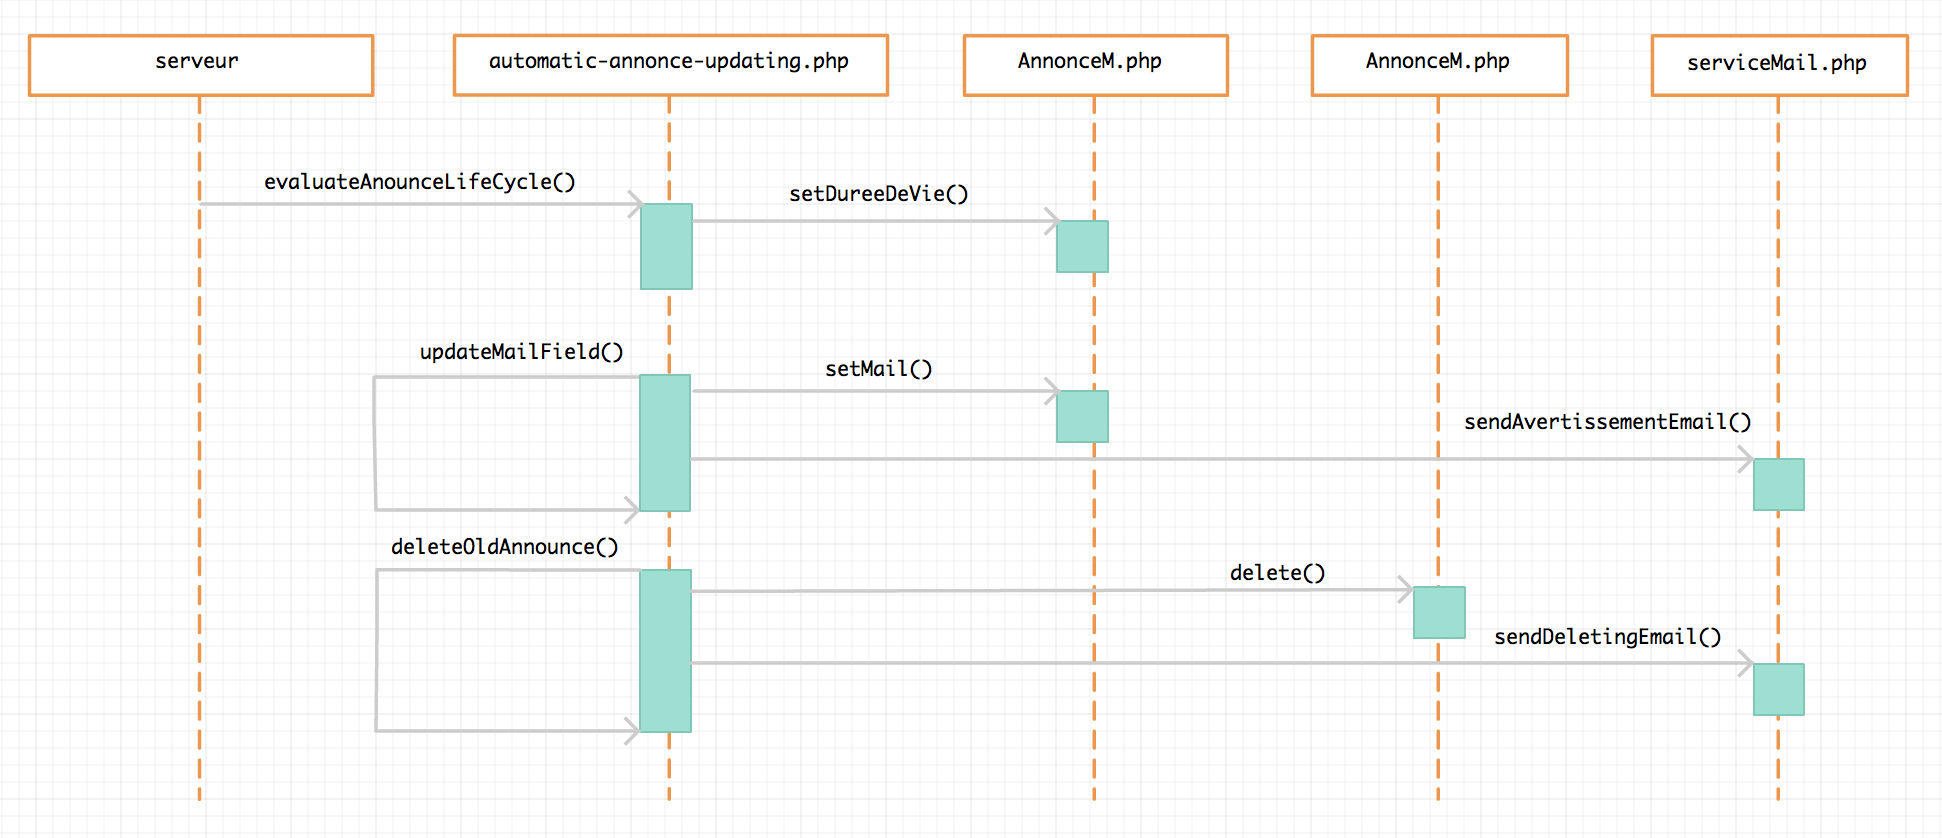 serveur
automatic-annonce-updating.php
AnnonceM.php
AnnonceM.php
serviceMail.php
evaluateAnounceLifeCycle()
setDureeDeVie()
updateMailField()
setMail()
sendAvertissementEmail()
deleteOldAnnounce()
delete()
sendDeletingEmail()